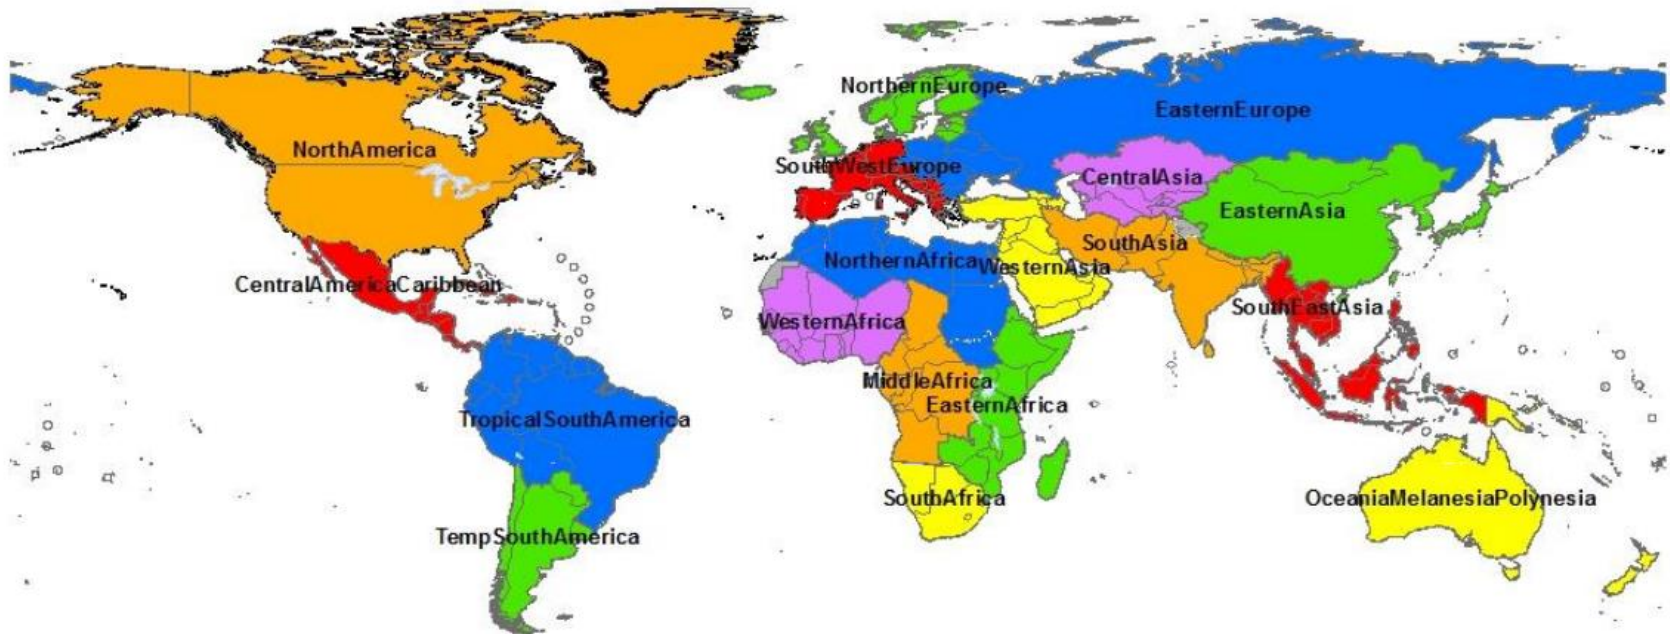 NorthernEurope
EasternEurope
NorthAmerica
SouthWestEurope
CentralAsia
EasternAsia
SouthAsia
NorthernAfrica
WesternAsia
CentralAmericaCaribbean
SouthEastAsia
WesternAfrica
MiddleAfrica
EasternAfrica
TropicalSouthAmerica
SouthAfrica
OceaniaMelanesiaPolynesia
TempSouthAmerica